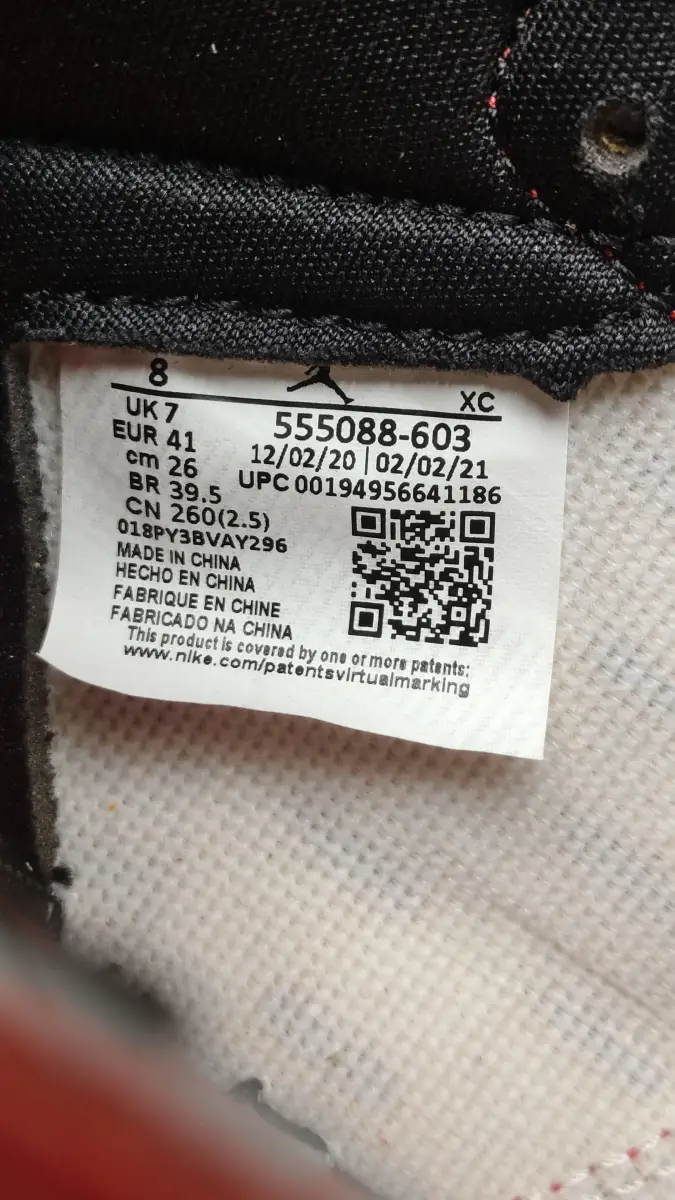 8
XC
UK 7
555088-603
EUR 41
12/02/20 | 02/02/21
cm 26
UPC 00194956641186
BR 39.5
CN 260(2.5)
018PY3BVAY296
MADE IN CHINA
HECHO EN CHINA
FABRIQUE EN CHINE
FABRICADO NA CHINA
This product is covered by one or more patents:
www.nike.com/patentsvirtualmarking